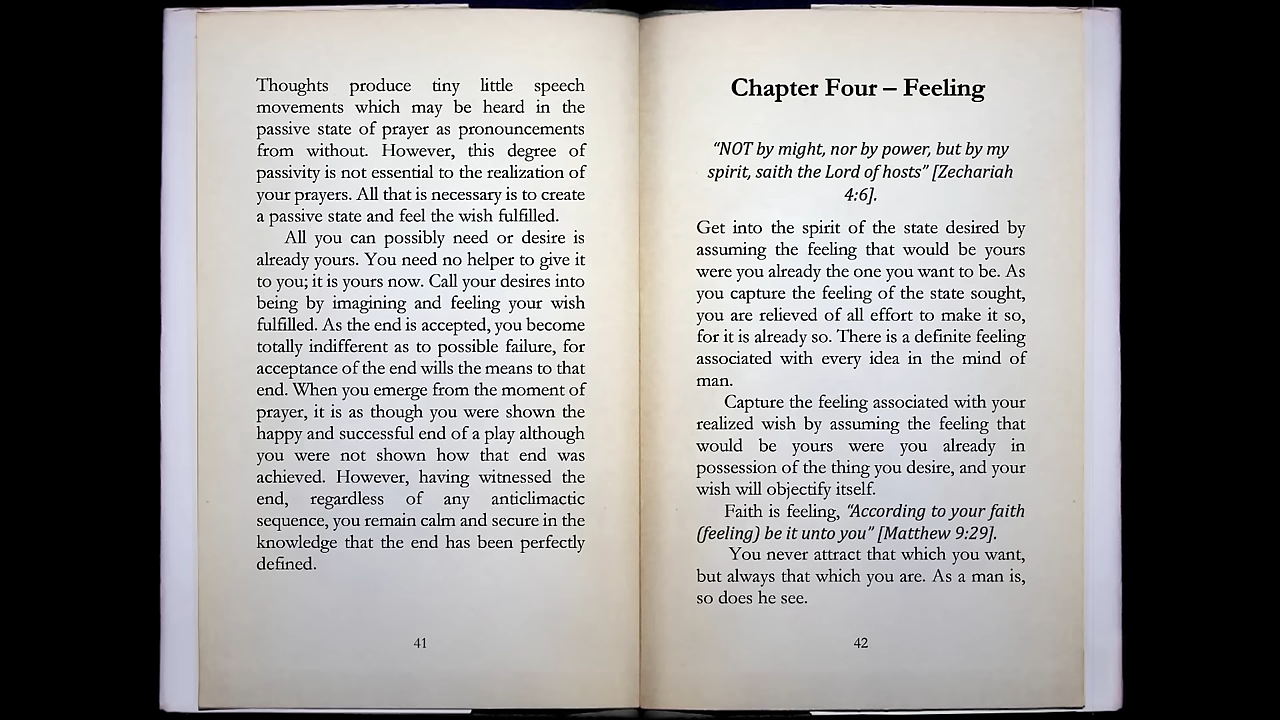 Thoughts produce tiny little speech
movements which may be heard in the
passive state of prayer as pronouncements
from without. However, this degree of
passivity is not essential to the realization of
your prayers. All that is necessary is to create
a passive state and feel the wish fulfilled.
All you can possibly need or desire is
already yours. You need no helper to give it
to you; it is yours now. Call your desires into
being by imagining and feeling your wish
fulfilled. As the end is accepted, you become
totally indifferent as to possible failure, for
acceptance of the end wills the means to that
end. When you emerge from the moment of
prayer, it is as though you were shown the
happy and successful end of a play although
you were not shown how that end was
achieved. However, having witnessed the
end, regardless of any anticlimactic
sequence, you remain calm and secure in the
knowledge that the end has been perfectly
defined.
41
Chapter Four – Feeling
“NOT by might, nor by power, but by my
spirit, saith the Lord of hosts” [Zechariah
4:6].
Get into the spirit of the state desired by
assuming the feeling that would be yours
were you already the one you want to be. As
you capture the feeling of the state sought,
you are relieved of all effort to make it so,
for it is already so. There is a definite feeling
associated with every idea in the mind of
man.
Capture the feeling associated with your
realized wish by assuming the feeling that
would be yours were you already in
possession of the thing you desire, and your
wish will objectify itself.
Faith is feeling, “According to your faith
(feeling) be it unto you” [Matthew 9:29].
You never attract that which you want,
but always that which you are. As a man is,
so does he see.
42